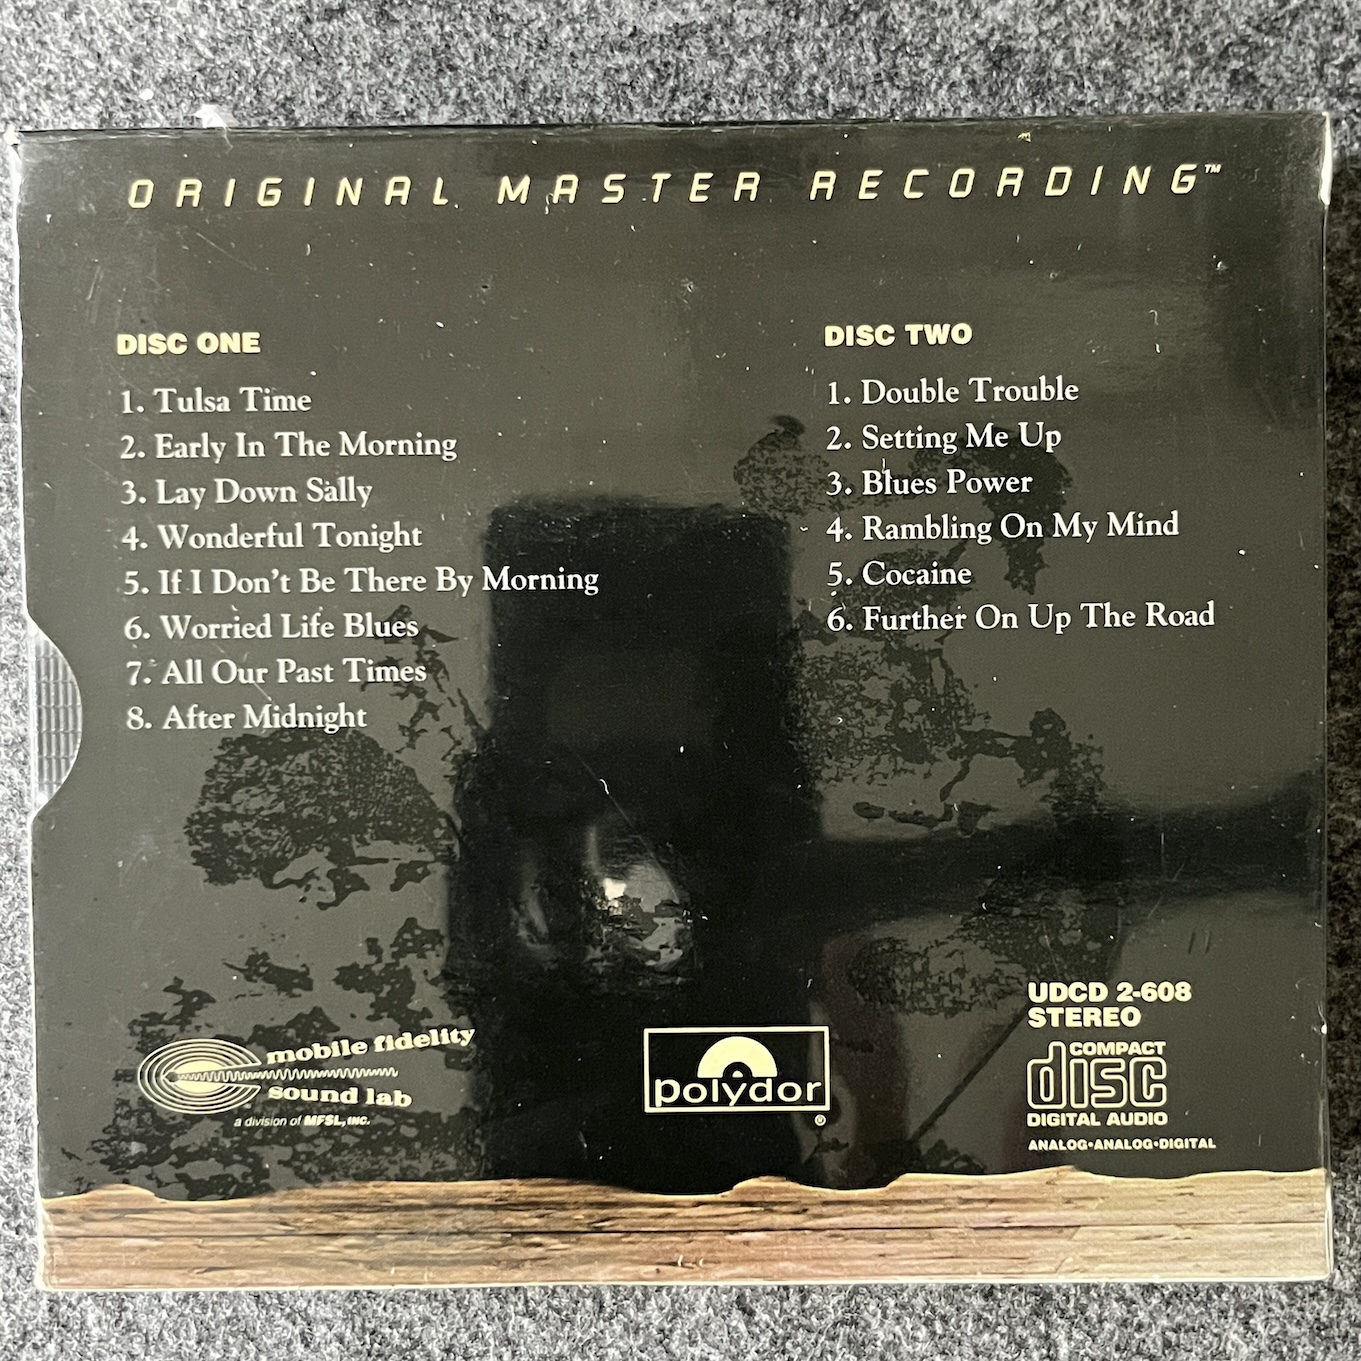 ORIGINAL MASTER RECORDING™
DISC ONE
1. Tulsa Time
2. Early In The Morning
3. Lay Down Sally
4. Wonderful Tonight
5. If I Don't Be There By Morning
6. Worried Life Blues
7. All Our Past Times
8. After Midnight
DISC TWO
1. Double Trouble
2. Setting Me Up
3. Blues Power
4. Rambling On My Mind
5. Cocaine
6. Further On Up The Road
mobile fidelity
sound lab
a division of MFSL, INC.
polydor
®
UDCD 2-608
STEREO
COMPACT
disc
DIGITAL AUDIO
ANALOG•ANALOG•DIGITAL